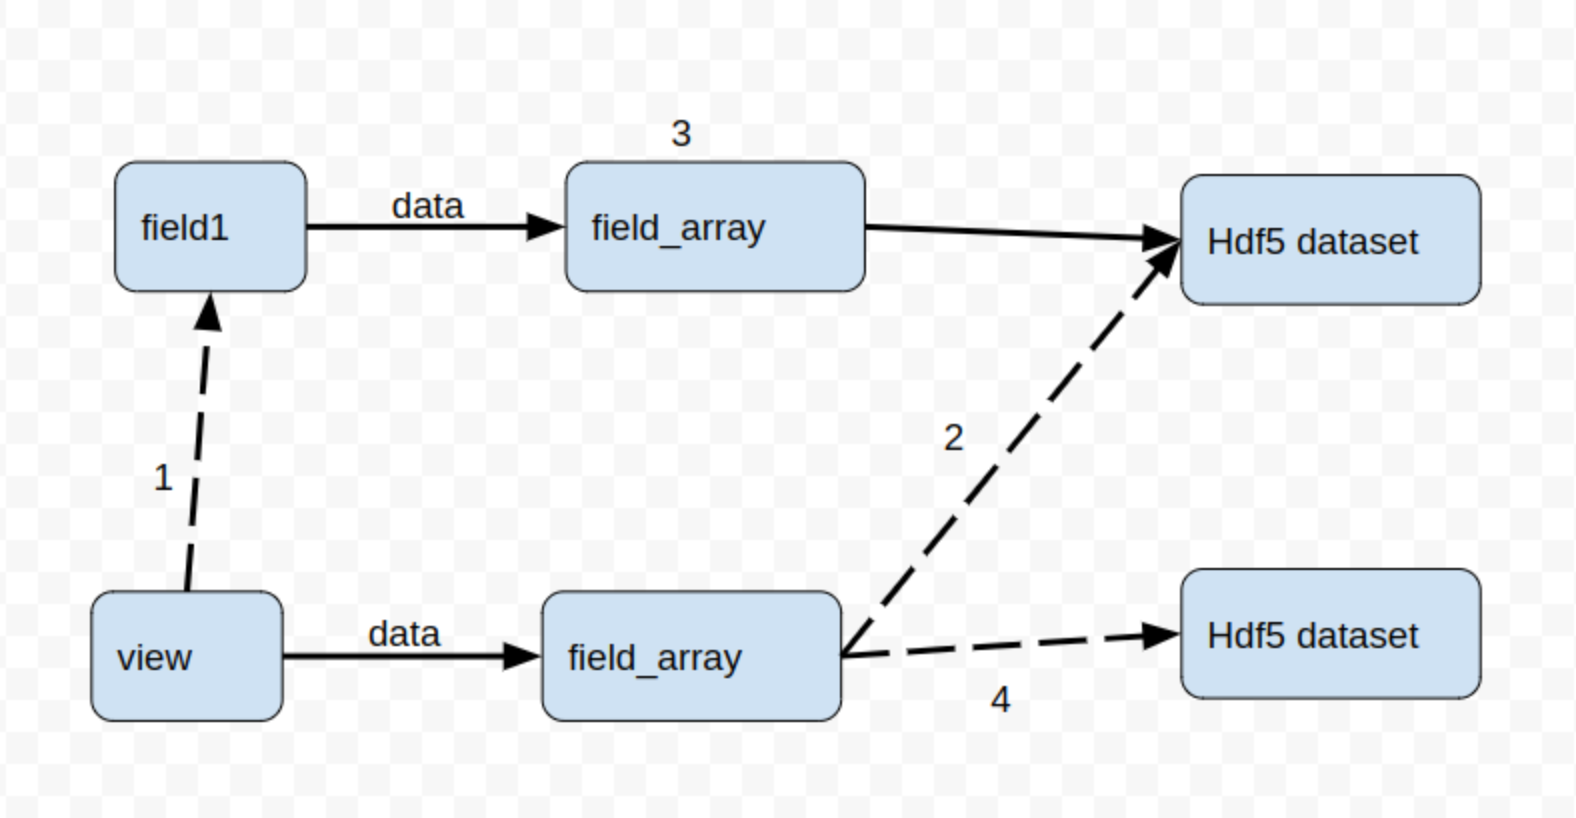 3
field1
data
field_array
Hdf5 dataset
2
1
view
data
field_array
Hdf5 dataset
4